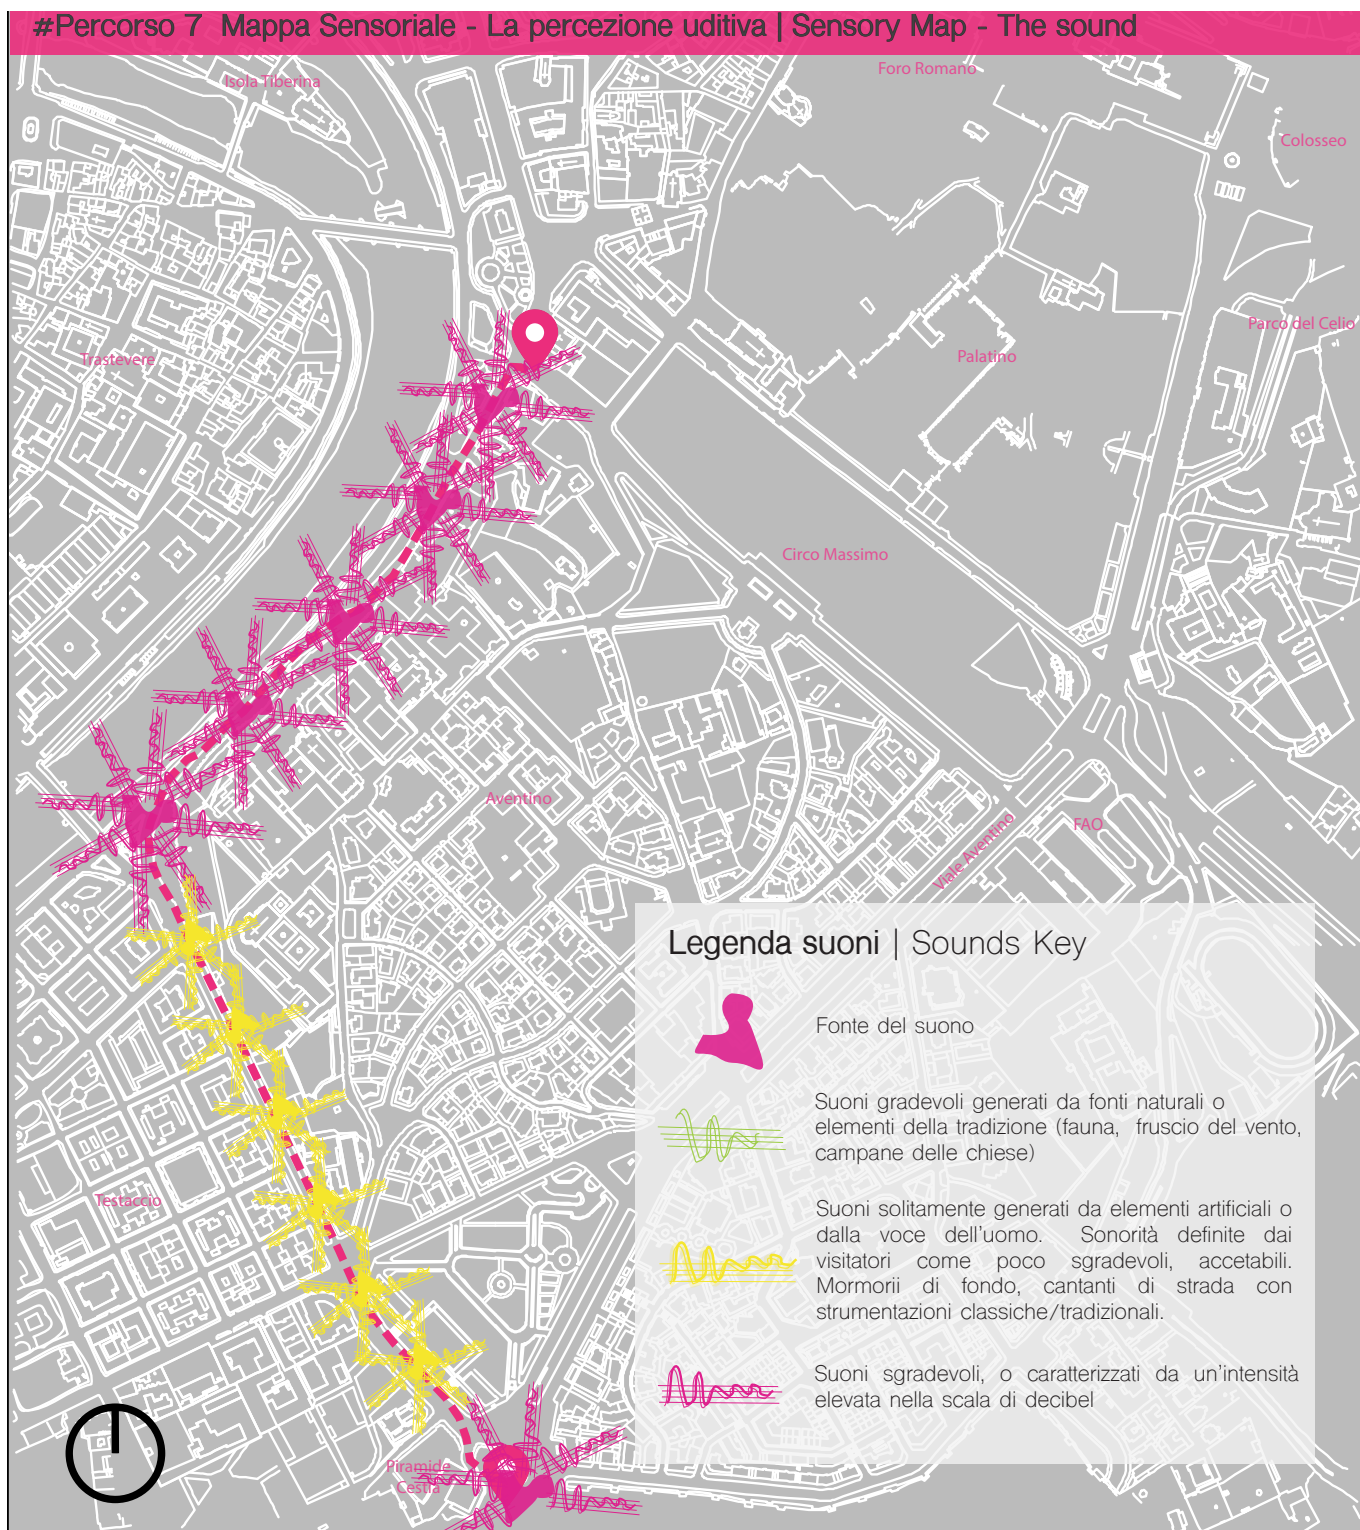 #Percorso 7 Mappa Sensoriale - La percezione uditiva | Sensory Map - The sound
Isola Tiberina
Foro Romano
Colosseo
Parco del Celio
Trastevere
Palatino
Circo Massimo
Aventino
Viale Aventino
FAO
Legenda suoni | Sounds Key
Fonte del suono
Suoni gradevoli generati da fonti naturali o
elementi della tradizione (fauna, fruscio del vento,
campane delle chiese)
Suoni solitamente generati da elementi artificiali o
dalla voce dell'uomo. Sonorità definite dai
visitatori come poco sgradevoli, accetabili.
Mormorii di fondo, cantanti di strada con
strumentazioni classiche/tradizionali.
Suoni sgradevoli, o caratterizzati da un'intensità
elevata nella scala di decibel
Testaccio
Piramide
Cestia